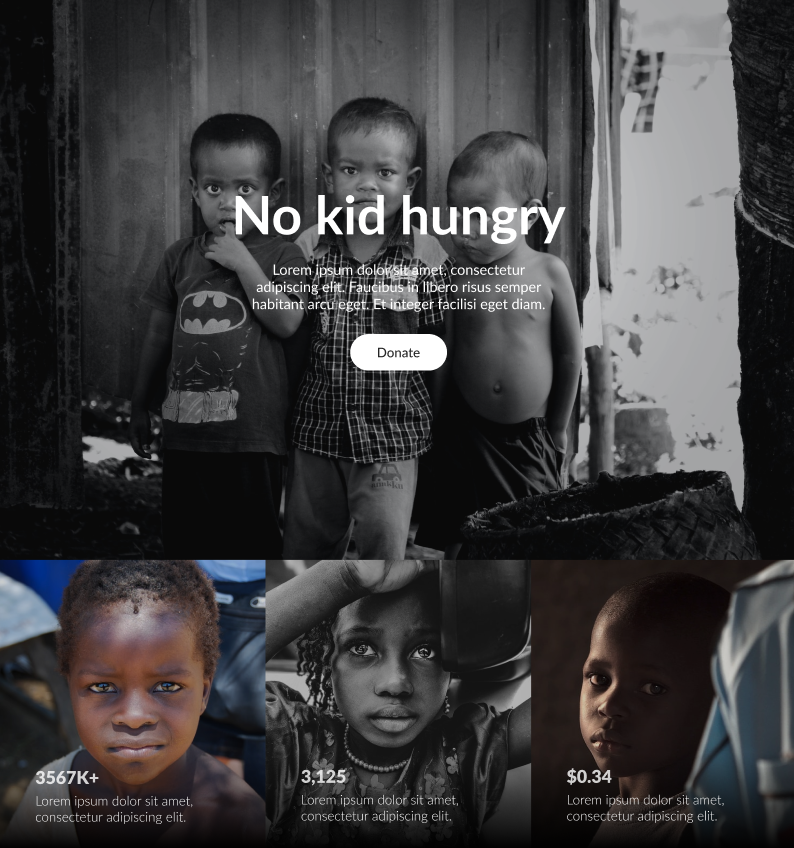 No kid hungry
Lorem ipsum dolor sit amet, consectetur
adipiscing elit. Faucibus in libero risus semper
habitant arcu eget. Et integer facilisi eget diam.
Donate
3567K+
Lorem ipsum dolor sit amet,
consectetur adipiscing elit.
3,125
Lorem ipsum dolor sit amet,
consectetur adipiscing elit.
$0.34
Lorem ipsum dolor sit amet,
consectetur adipiscing elit.